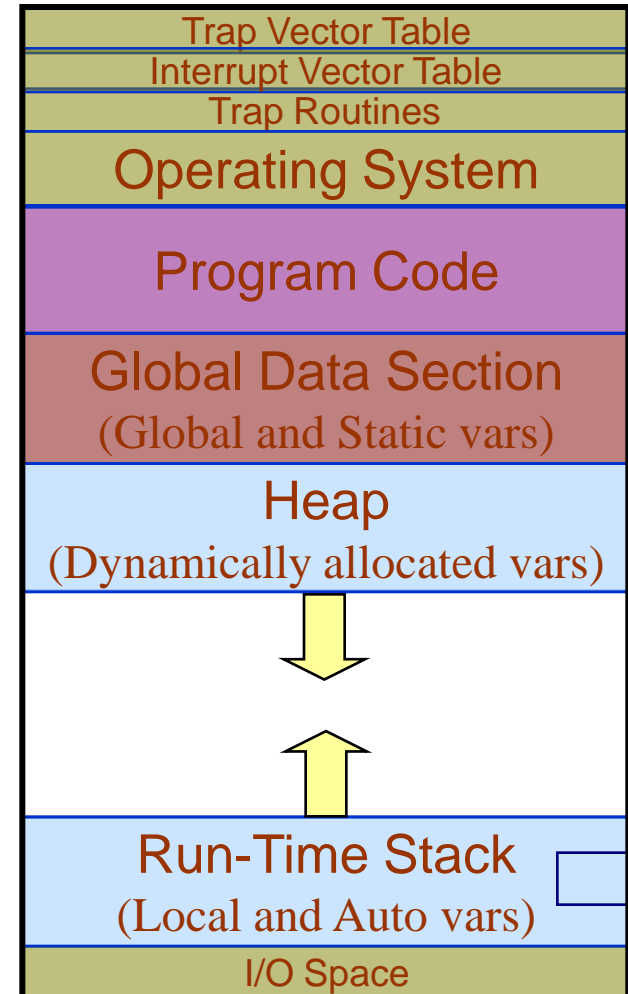 Trap Vector Table
Interrupt Vector Table
Trap Routines
Operating System
Program Code
Global Data Section
(Global and Static vars)
Heap
(Dynamically allocated vars)
Run-Time Stack
(Local and Auto vars)
I/O Space